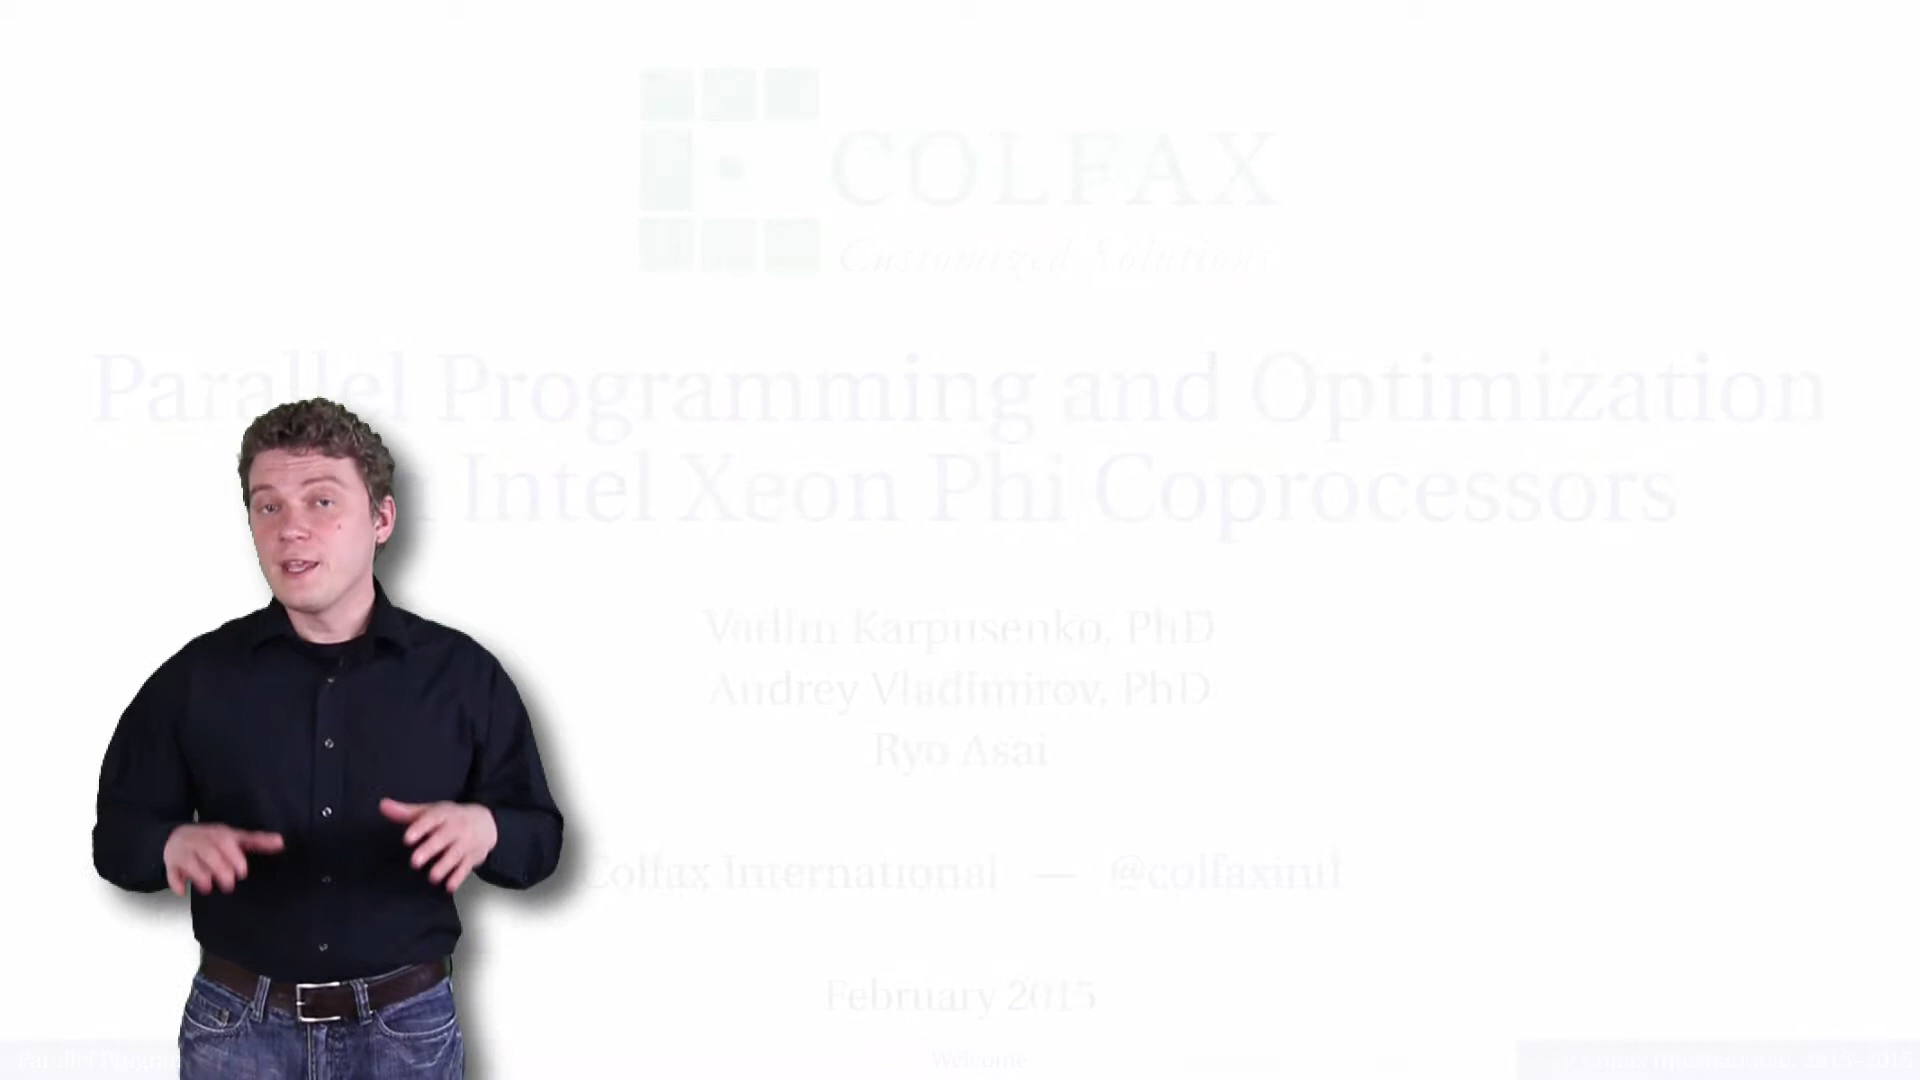 COLFAX
Customized Solutions
Parallel Programming and Optimization
Intel Xeon Phi Coprocessors
Vadim Karpusenko, PhD
Andrey Vladimirov, PhD
Ryo Asai
Colfax International — @colfaxintl
February 2015
Parallel Welcome